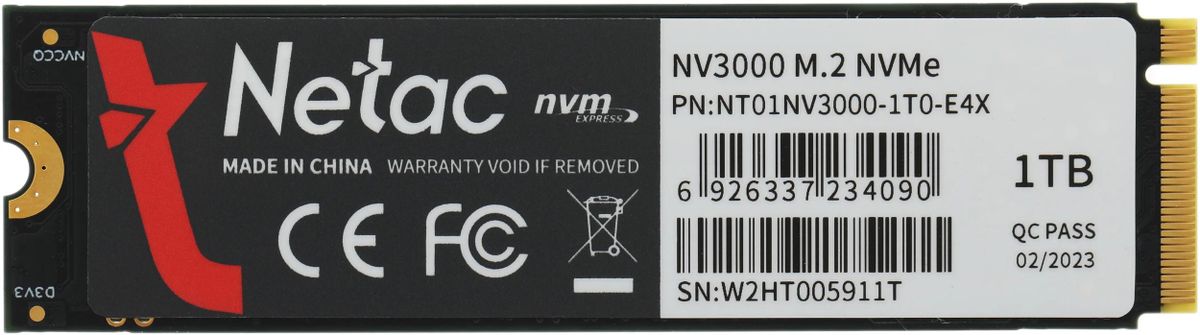 NVCCQ
D3V3
Netac
nvm
EXPRESS
MADE IN CHINA WARRANTY VOID IF REMOVED
CE FC
NV3000 M.2 NVMe
PN:NT01NV3000-1T0-E4X
6 926337 234090
1TB
QC PASS
02/2023
SN:W2HT005911T